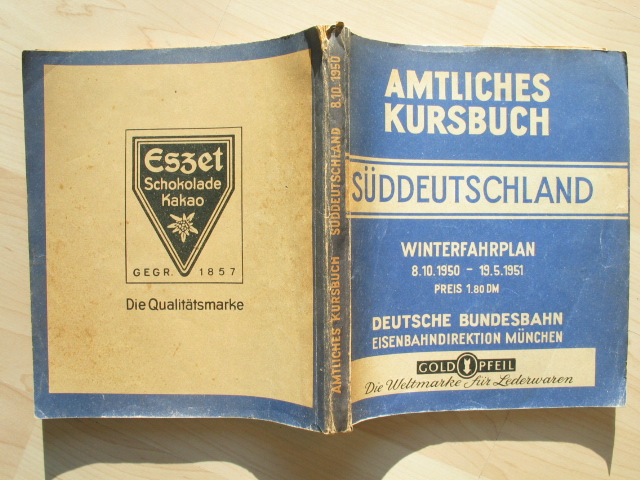 Eszet
Schokolade
Kakao
GEGR. 1857
Die Qualitätsmarke
AMTLICHES KURSBUCH SÜDDEUTSCHLAND 8.10.1950
AMTLICHES
KURSBUCH
SÜDDEUTSCHLAND
WINTERFAHRPLAN
8.10.1950 - 19.5.1951
PREIS 1.80 DM
DEUTSCHE BUNDESBAHN
EISENBAHNDIREKTION MÜNCHEN
GOLD PFEIL
Die Weltmarke für Lederwaren